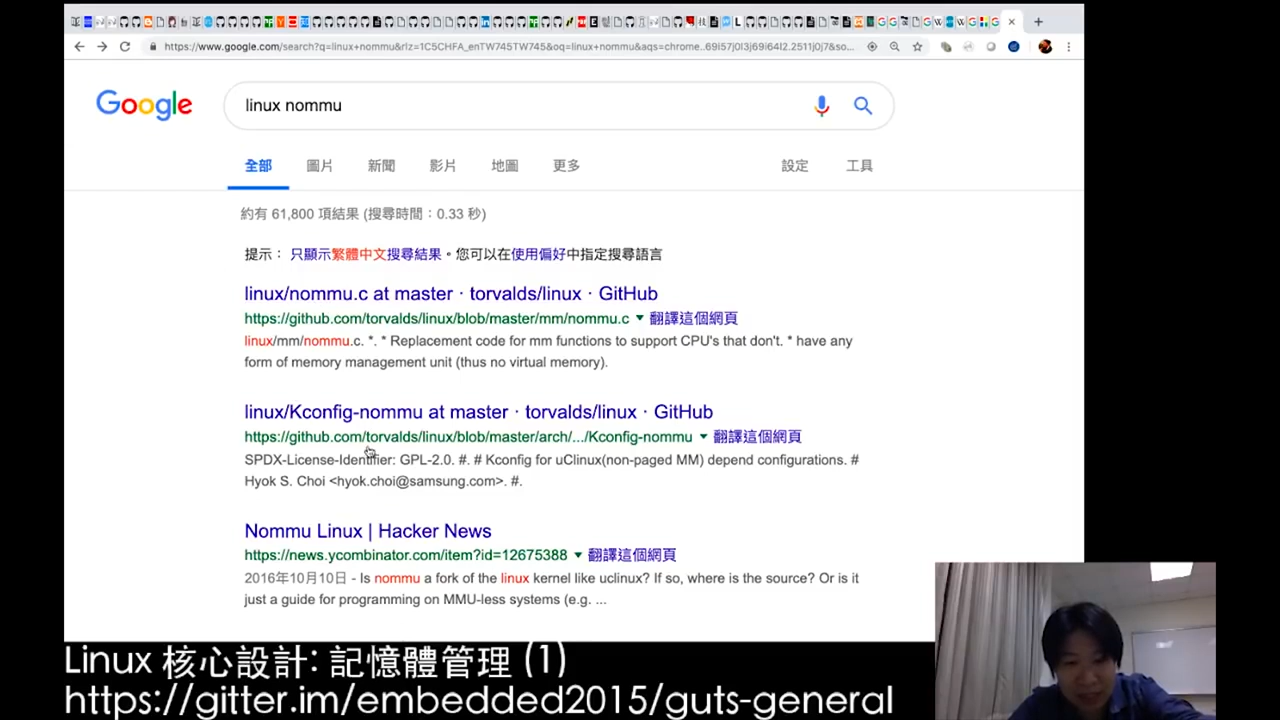 https://www.google.com/search?q=linux+nommu&rlz=1C5CHFA_enTW745TW745&oq=linux+nommu&aqs=chrome..69i57j0l3j69i64l2.2511j0j7&so...
Google
linux nommu
全部 圖片 新聞 影片 地圖 更多 設定 工具
約有 61,800 項結果 (搜尋時間：0.33 秒)
提示： 只顯示繁體中文搜尋結果。您可以在使用偏好中指定搜尋語言
linux/nommu.c at master · torvalds/linux · GitHub
https://github.com/torvalds/linux/blob/master/mm/nommu.c 翻譯這個網頁
linux/mm/nommu.c. *. * Replacement code for mm functions to support CPU's that don't. * have any
form of memory management unit (thus no virtual memory).
linux/Kconfig-nommu at master · torvalds/linux · GitHub
https://github.com/torvalds/linux/blob/master/arch/.../Kconfig-nommu 翻譯這個網頁
SPDX-License-Identifier: GPL-2.0. #. # Kconfig for uClinux(non-paged MM) depend configurations. #
Hyok S. Choi <hyok.choi@samsung.com>. #.
Nommu Linux | Hacker News
https://news.ycombinator.com/item?id=12675388 翻譯這個網頁
2016年10月10日 - Is nommu a fork of the linux kernel like uclinux? If so, where is the source? Or is it
just a guide for programming on MMU-less systems (e.g. ...
Linux 核心設計: 記憶體管理 (1)
https://gitter.im/embedded2015/guts-general